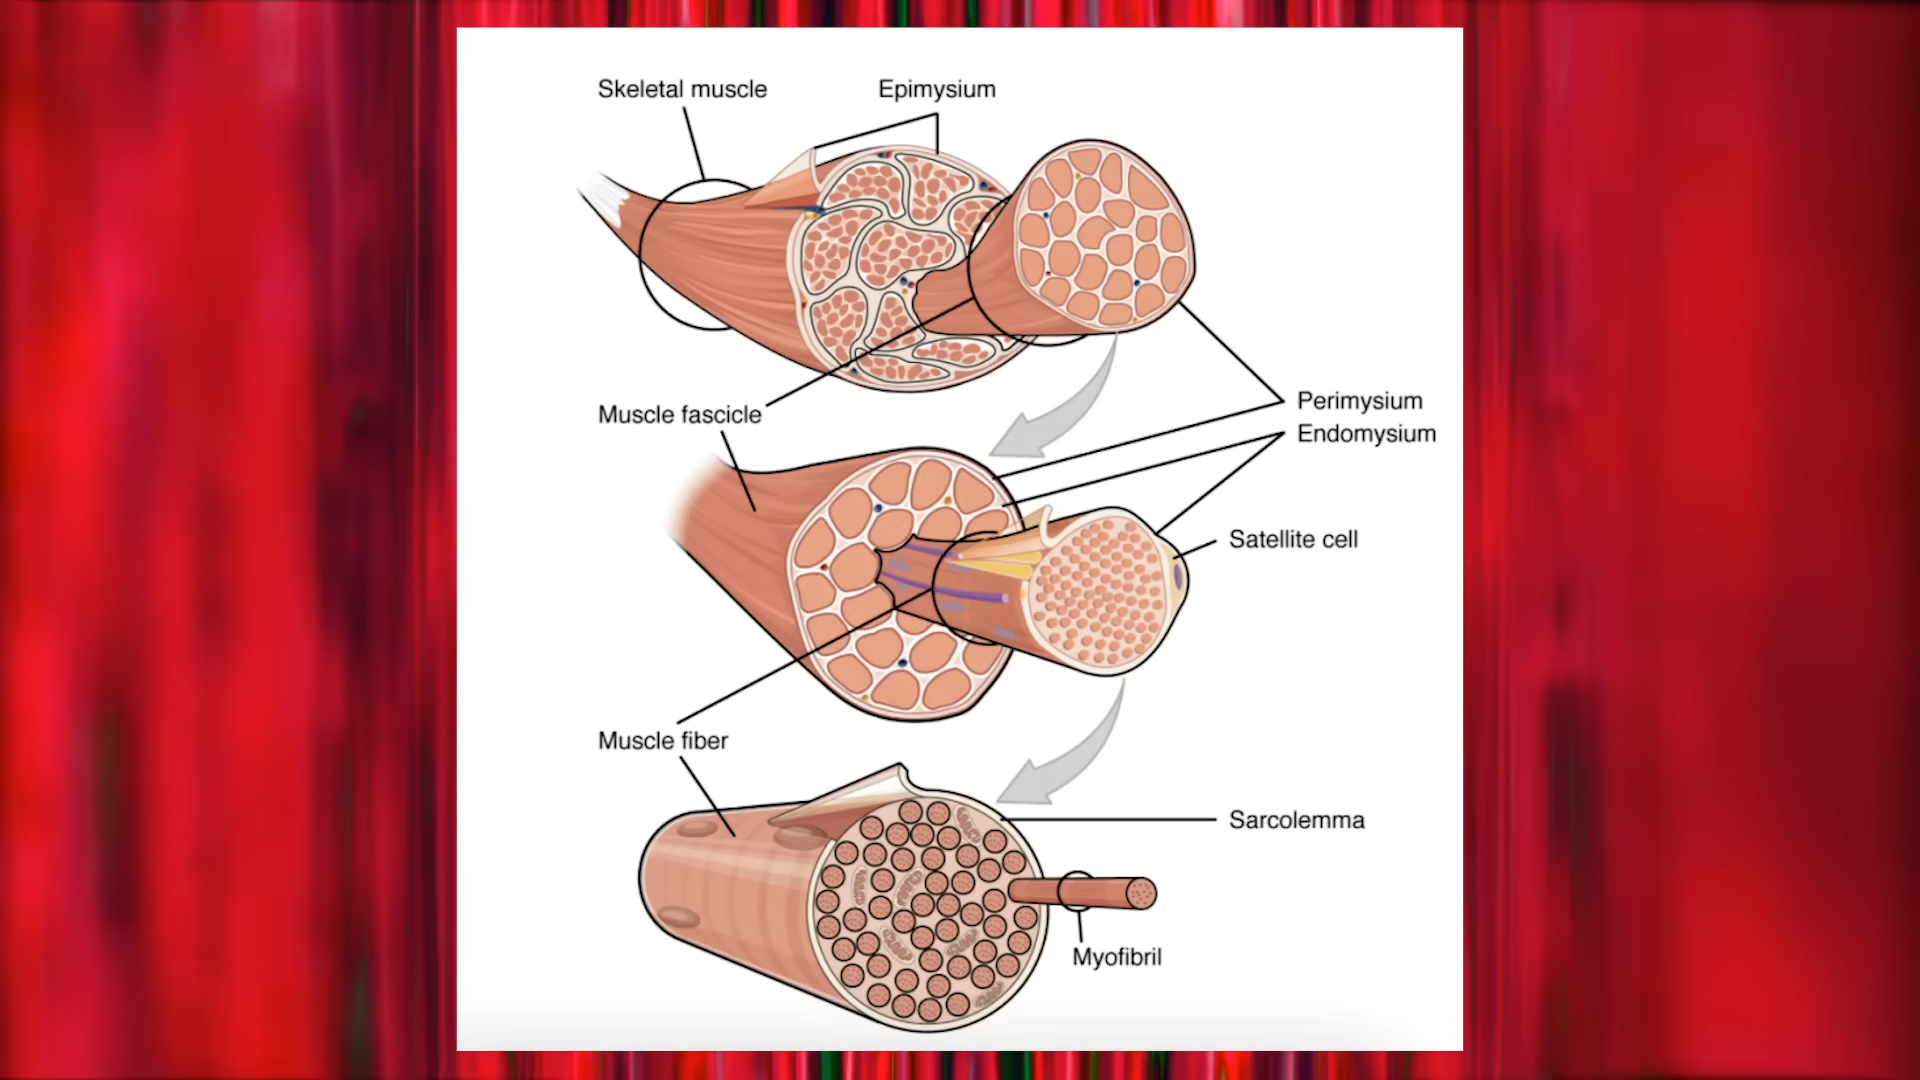 Skeletal muscle
Epimysium
Muscle fascicle
Perimysium
Endomysium
Satellite cell
Muscle fiber
Sarcolemma
Myofibril